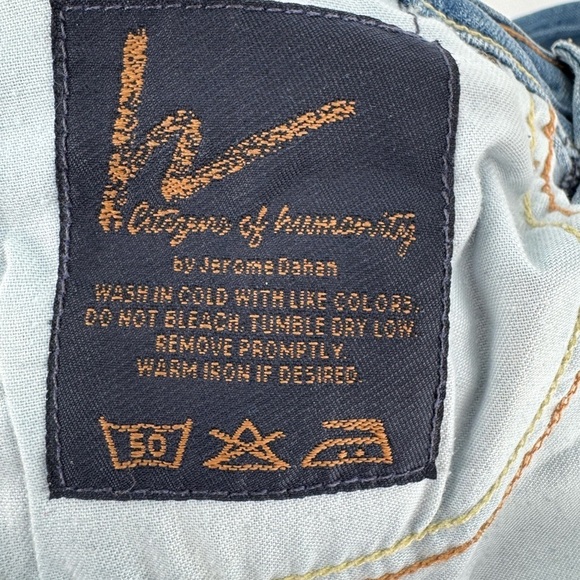 h
Citizens of humanity
by Jerome Dahan
WASH IN COLD WITH LIKE COLORS.
DO NOT BLEACH. TUMBLE DRY LOW.
REMOVE PROMPTLY.
WARM IRON IF DESIRED.
50